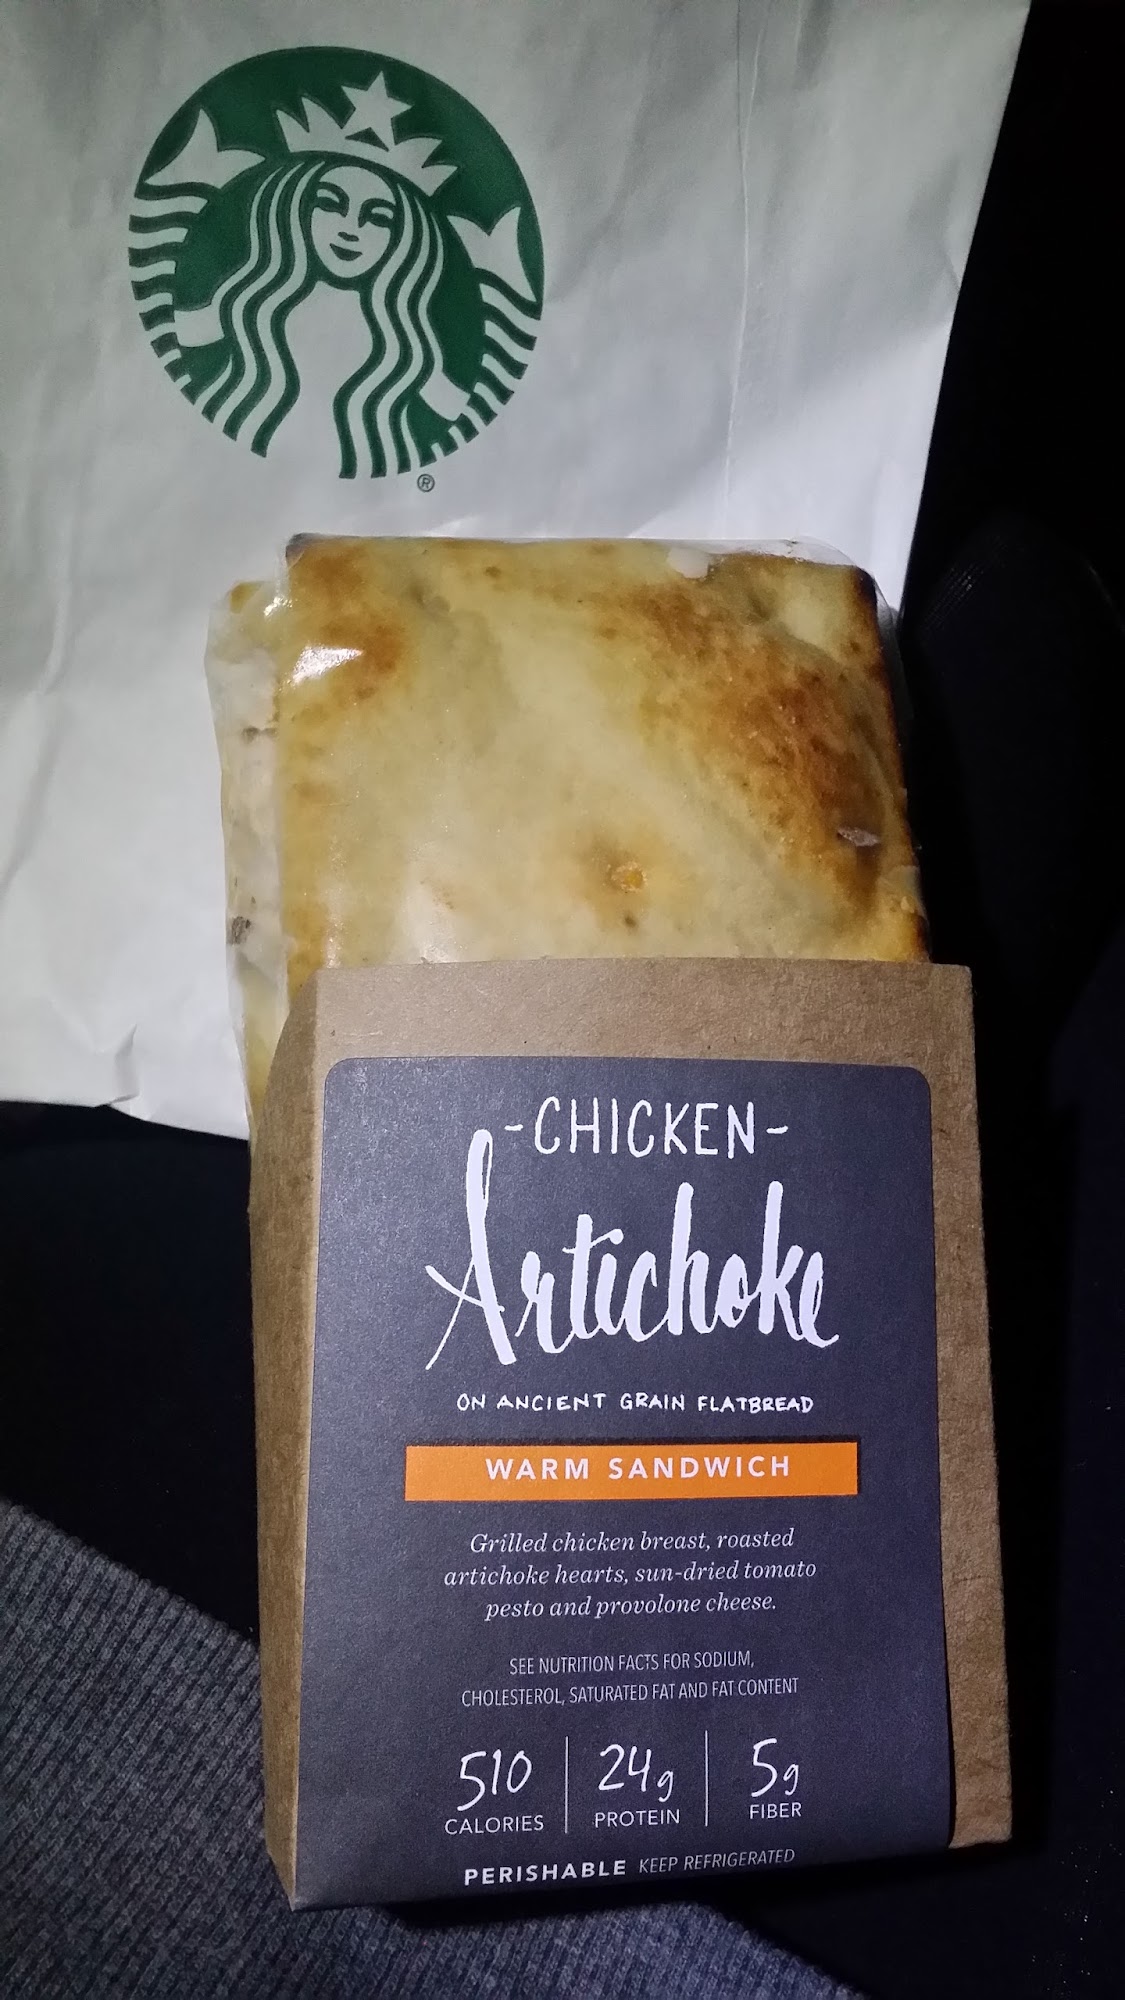 ®
-CHICKEN-
Artichoke
ON ANCIENT GRAIN FLATBREAD
WARM SANDWICH
Grilled chicken breast, roasted
artichoke hearts, sun-dried tomato
pesto and provolone cheese.
SEE NUTRITION FACTS FOR SODIUM,
CHOLESTEROL, SATURATED FAT AND FAT CONTENT
510 24g 5g
CALORIES PROTEIN FIBER
PERISHABLE KEEP REFRIGERATED